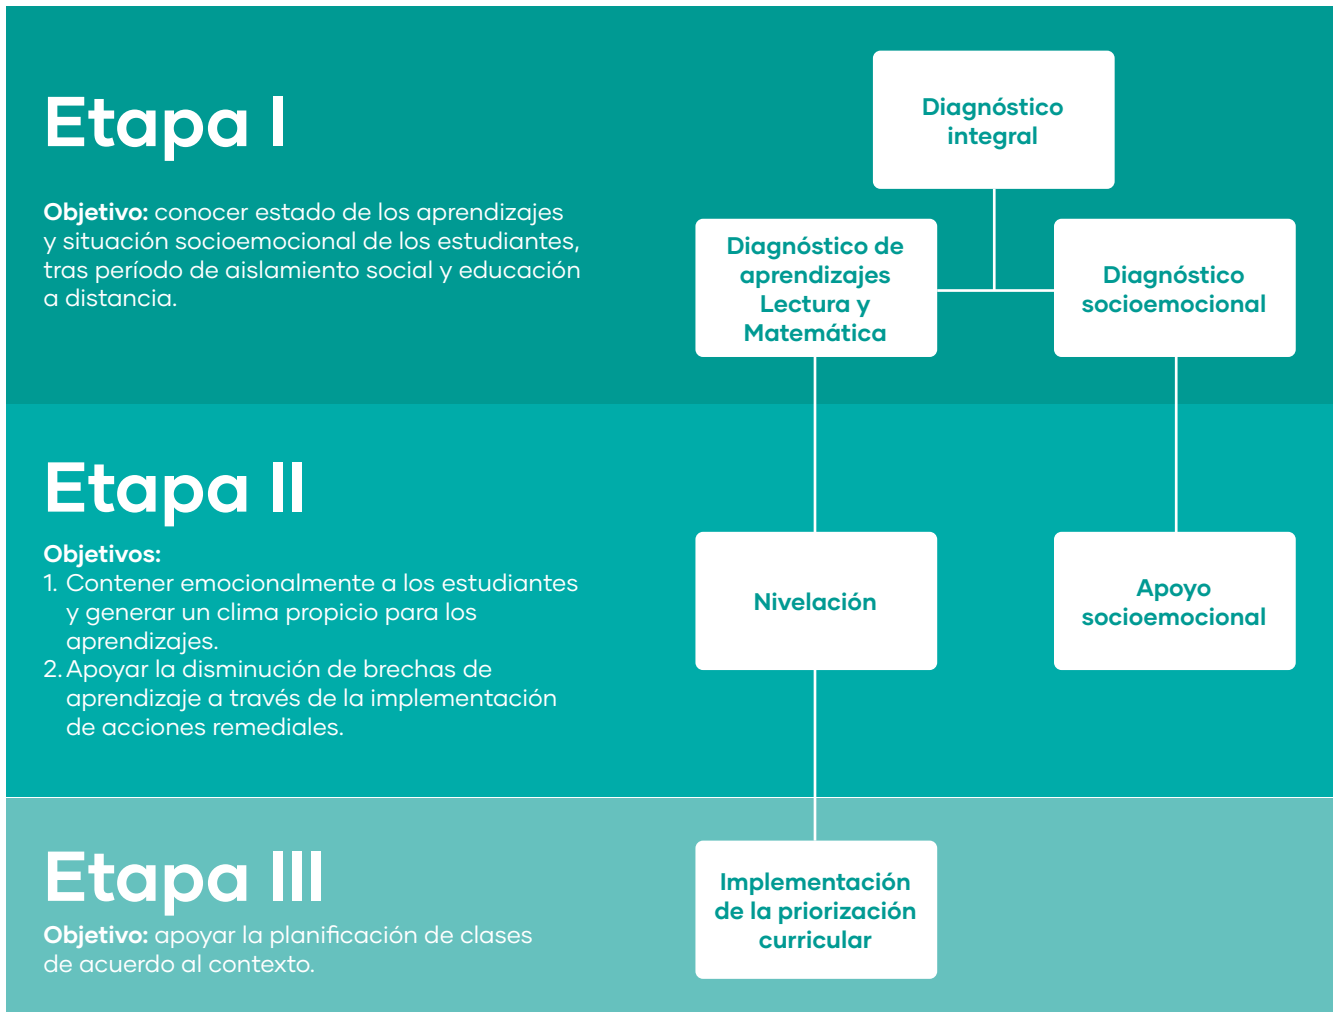 Etapa I
Objetivo: conocer estado de los aprendizajes
y situación socioemocional de los estudiantes,
tras período de aislamiento social y educación
a distancia.
Diagnóstico
integral
Diagnóstico de
aprendizajes
Lectura y
Matemática
Diagnóstico
socioemocional
Etapa II
Objetivos:
1. Contener emocionalmente a los estudiantes
y generar un clima propicio para los
aprendizajes.
2. Apoyar la disminución de brechas de
aprendizaje a través de la implementación
de acciones remediales.
Nivelación
Apoyo
socioemocional
Etapa III
Objetivo: apoyar la planificación de clases
de acuerdo al contexto.
Implementación
de la priorización
curricular